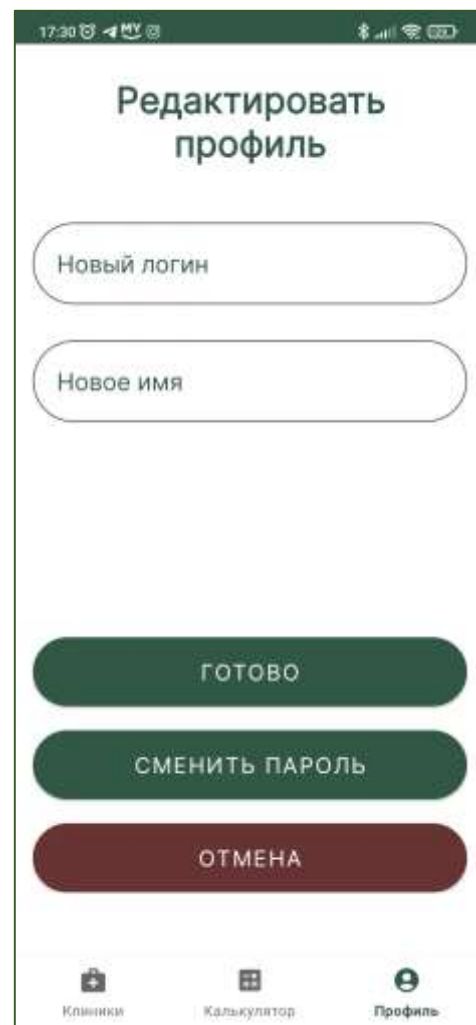 17:30
Редактировать
профиль
Новый логин
Новое имя
ГОТОВО
СМЕНИТЬ ПАРОЛЬ
ОТМЕНА
Клиники Калькулятор Профиль